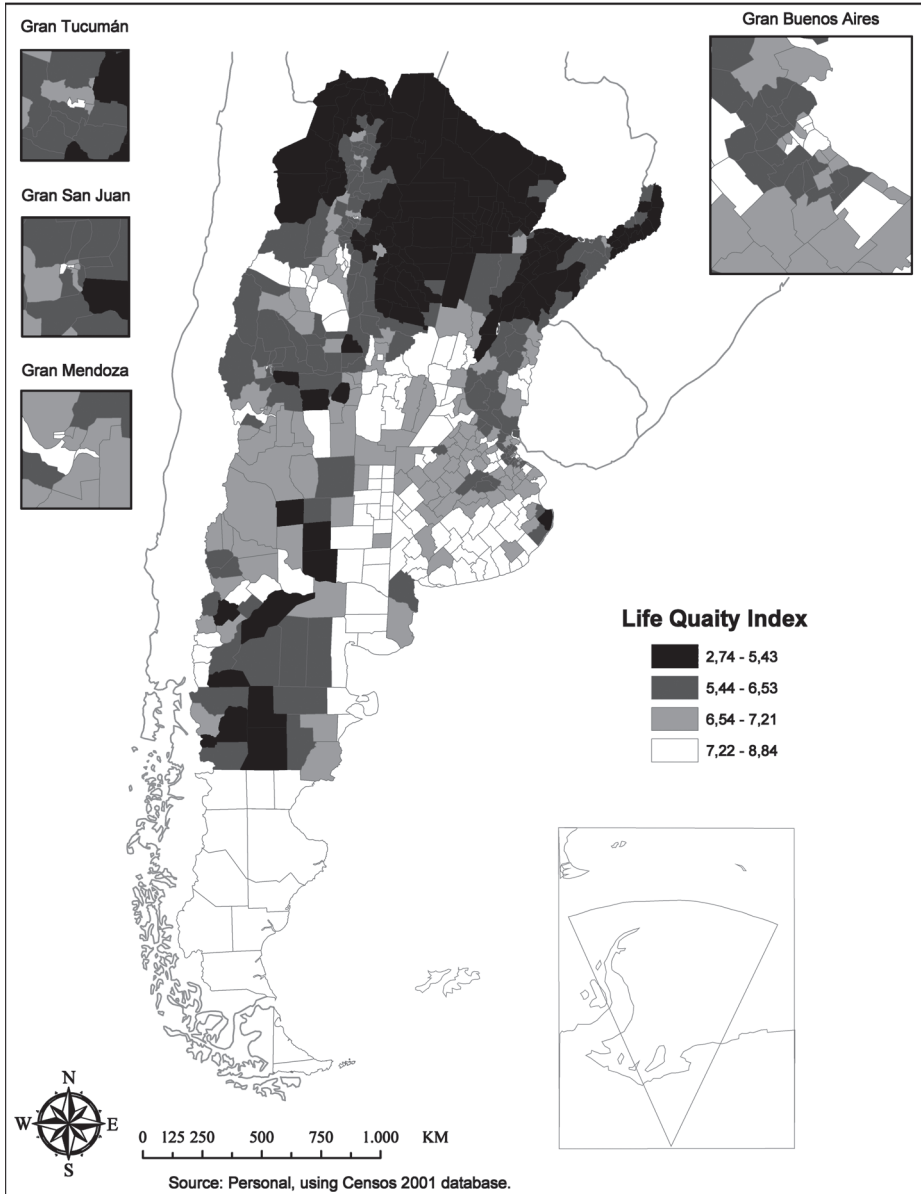 Gran Tucumán
Gran Buenos Aires
Gran San Juan
Gran Mendoza
Life Quaity Index
2,74 - 5,43
5,44 - 6,53
6,54 - 7,21
7,22 - 8,84
N
W E
S
0 125 250 500 750 1.000 KM
Source: Personal, using Censos 2001 database.